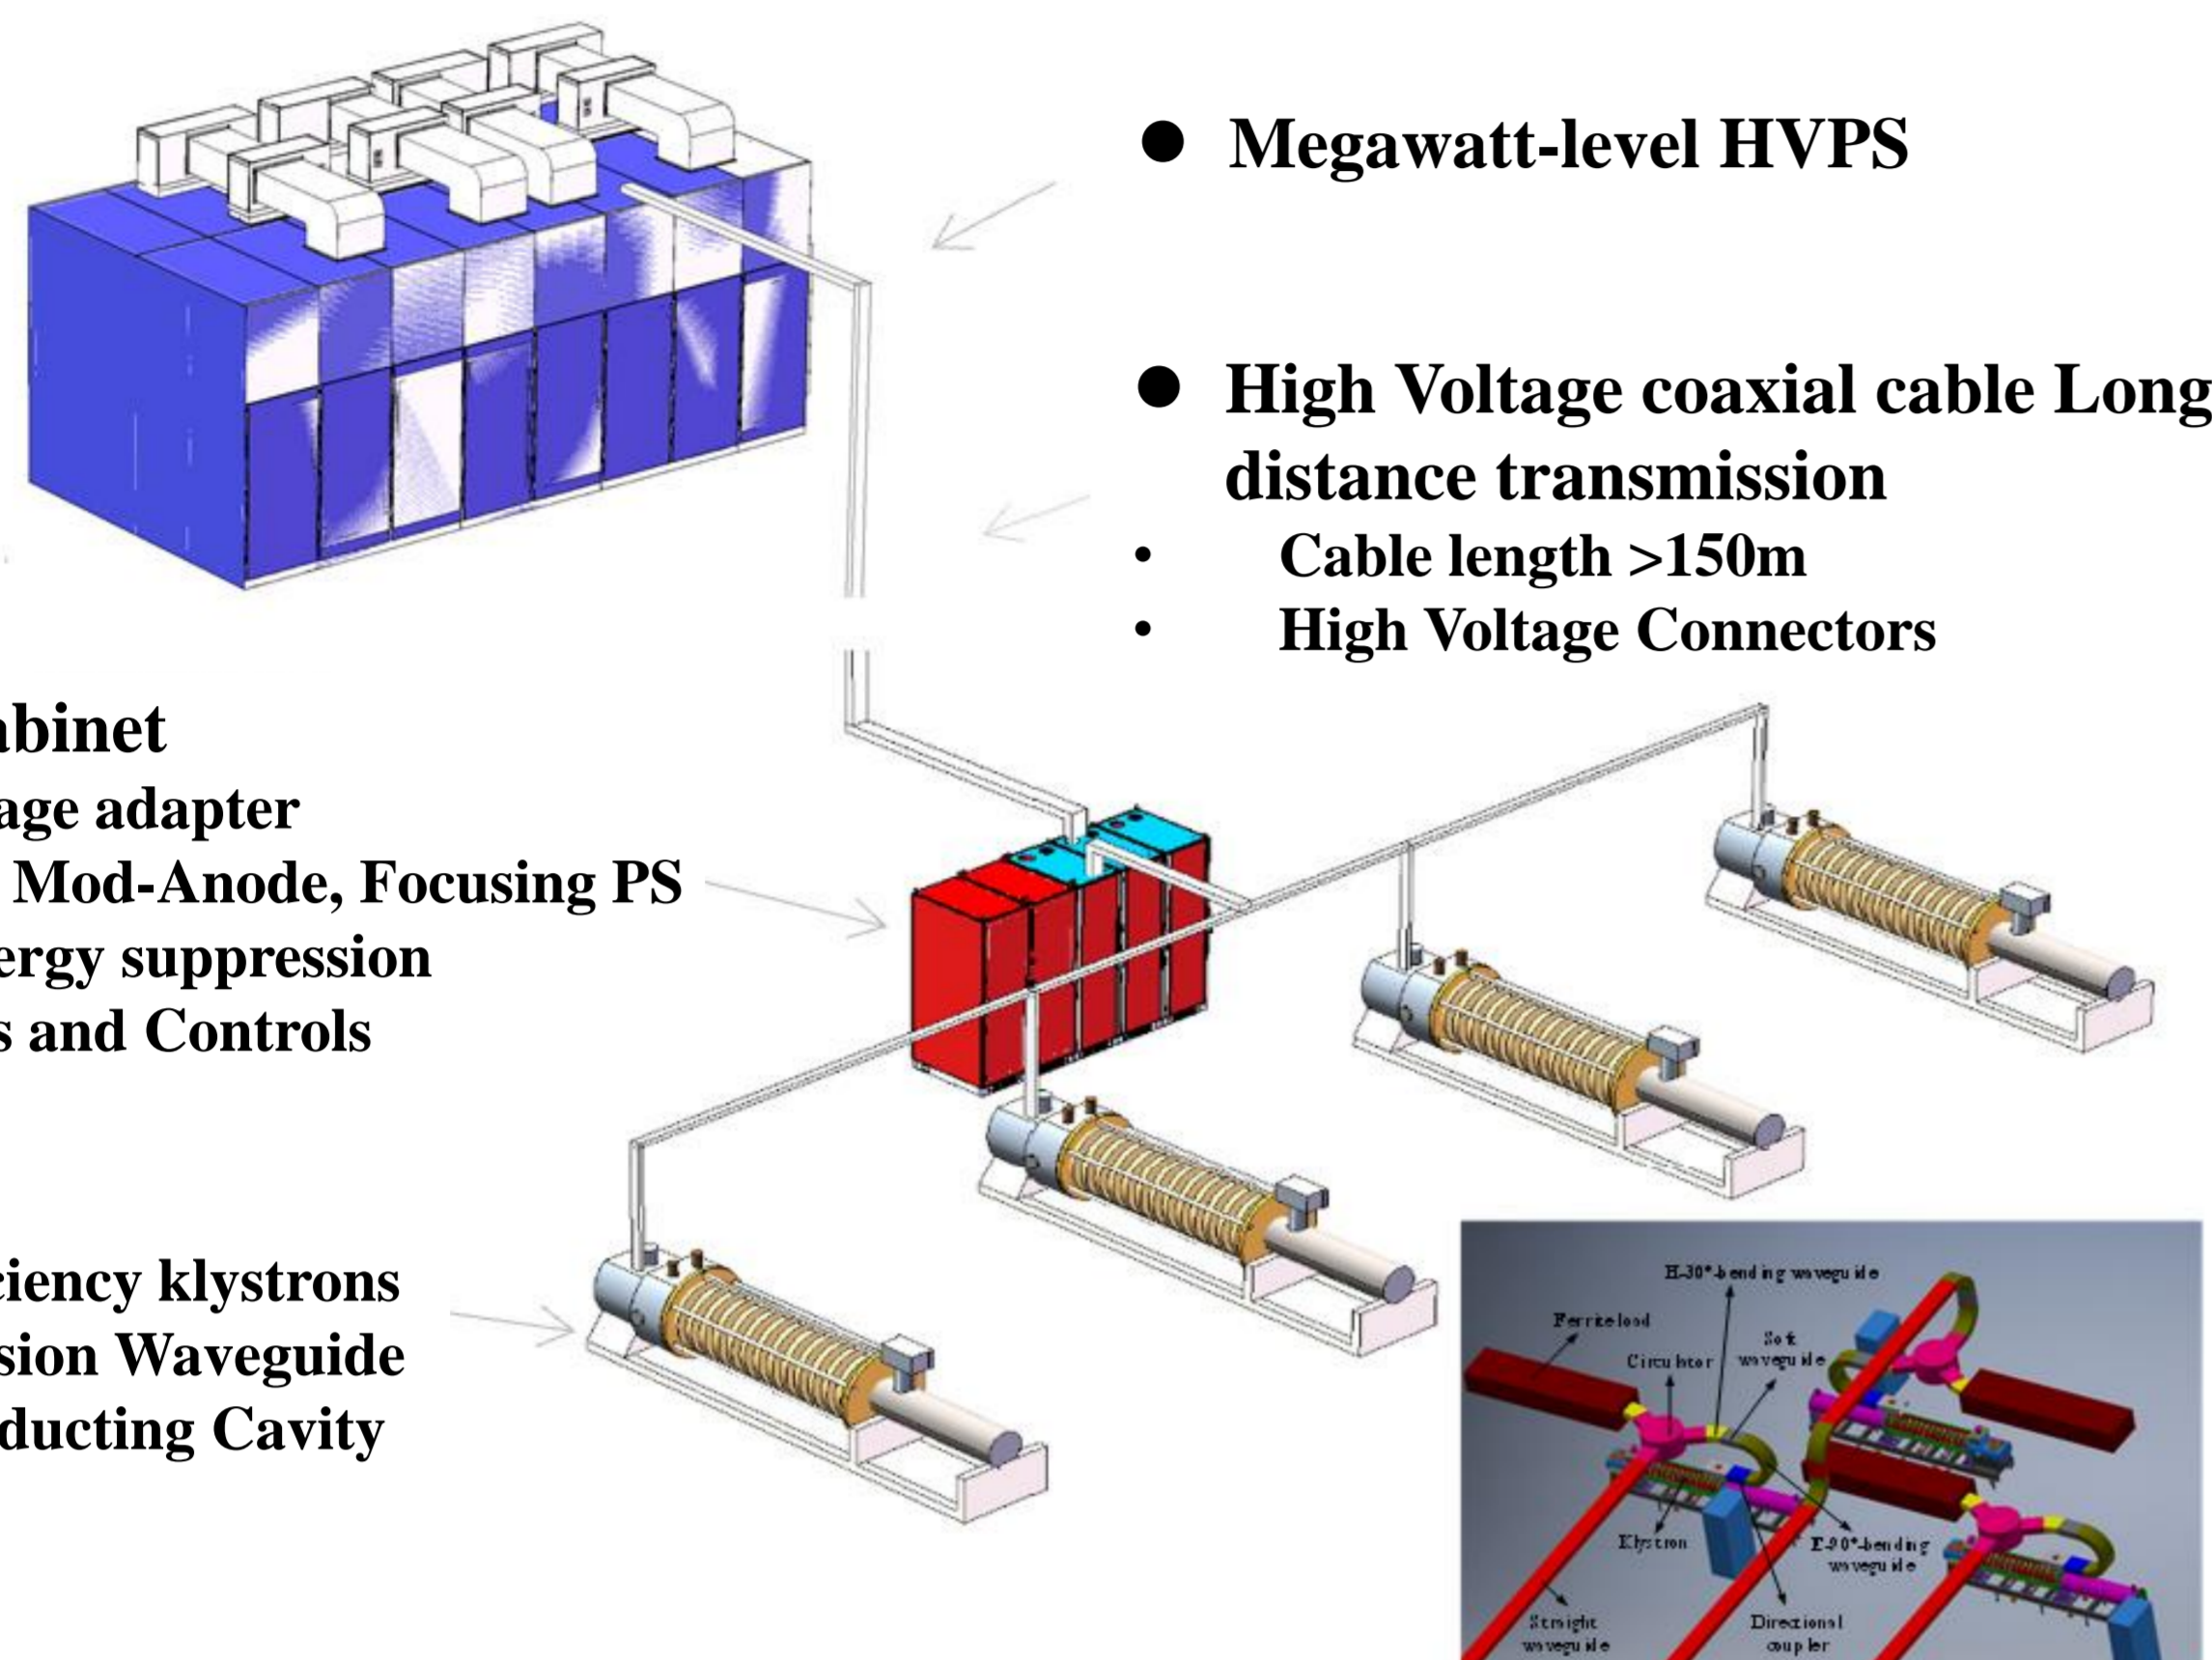 ● Megawatt-level HVPS
● High Voltage coaxial cable Long
distance transmission
• Cable length >150m
• High Voltage Connectors
abinet
age adapter
Mod-Anode, Focusing PS
ergy suppression
s and Controls
ciency klystrons
sion Waveguide
ducting Cavity
H-30°-bending waveguide
Ferrite load
Circulator
Soft
waveguide
Klystron
E-90°-bending
waveguide
Straight
waveguide
Directional
coupler